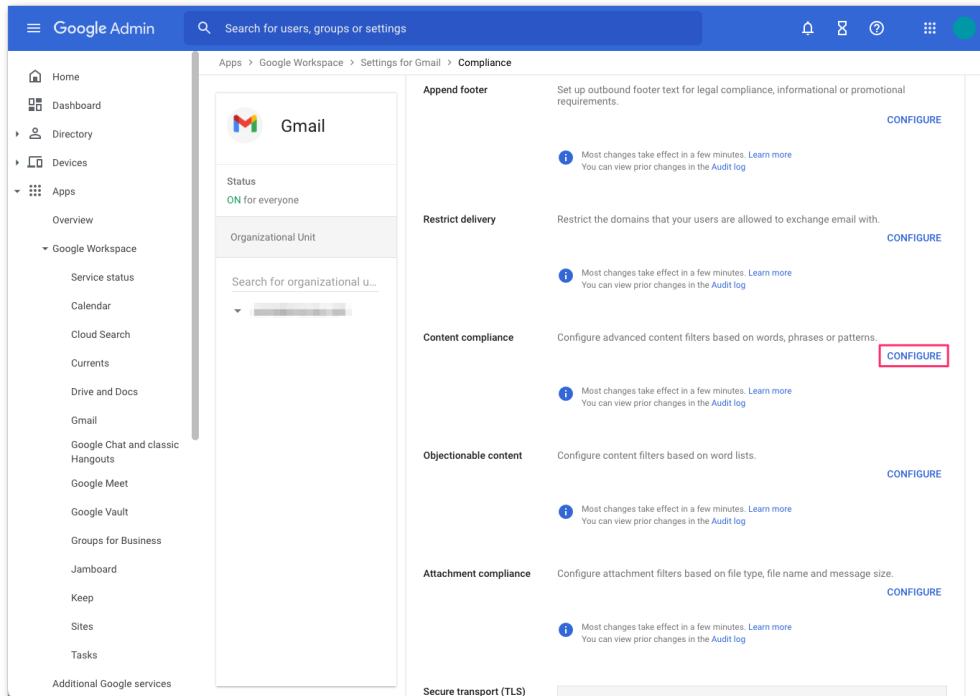 Google Admin
Search for users, groups or settings
Home
Dashboard
Directory
Devices
Apps
Overview
Google Workspace
Service status
Calendar
Cloud Search
Currents
Drive and Docs
Gmail
Google Chat and classic
Hangouts
Google Meet
Google Vault
Groups for Business
Jamboard
Keep
Sites
Tasks
Additional Google services
Apps > Google Workspace > Settings for Gmail > Compliance
Gmail
Status
ON for everyone
Organizational Unit
Search for organizational u...
Append footer
Set up outbound footer text for legal compliance, informational or promotional
requirements.
CONFIGURE
Most changes take effect in a few minutes. Learn more
You can view prior changes in the Audit log
Restrict delivery
Restrict the domains that your users are allowed to exchange email with.
CONFIGURE
Most changes take effect in a few minutes. Learn more
You can view prior changes in the Audit log
Content compliance
Configure advanced content filters based on words, phrases or patterns.
CONFIGURE
Most changes take effect in a few minutes. Learn more
You can view prior changes in the Audit log
Objectionable content
Configure content filters based on word lists.
CONFIGURE
Most changes take effect in a few minutes. Learn more
You can view prior changes in the Audit log
Attachment compliance
Configure attachment filters based on file type, file name and message size.
CONFIGURE
Most changes take effect in a few minutes. Learn more
You can view prior changes in the Audit log
Secure transport (TLS)